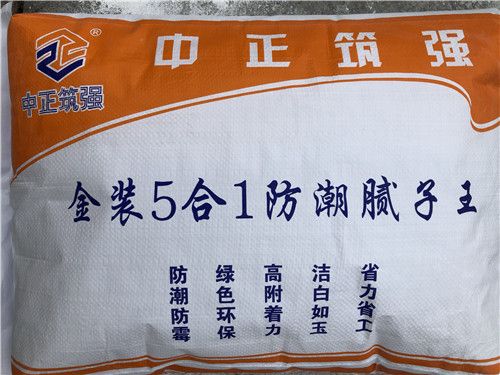 ®
中正筑强
中正筑强
金装5合1防潮腻子王
防潮防霉
绿色环保
高附着力
洁白如玉
省力省工